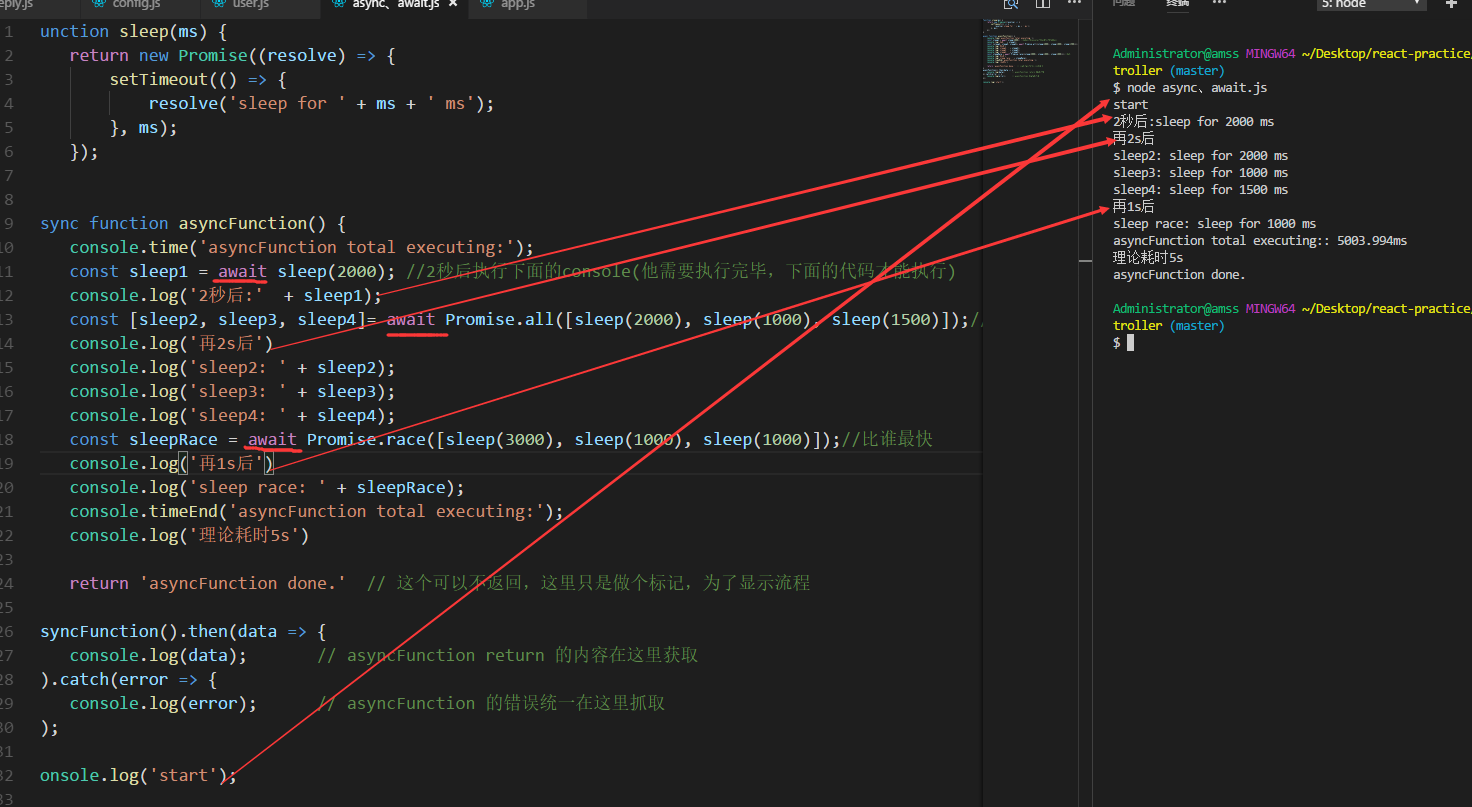 eply.js config.js user.js async、await.js × app.js
1 unction sleep(ms) {
2 return new Promise((resolve) => {
3 setTimeout(() => {
4 resolve('sleep for ' + ms + ' ms');
5 }, ms);
6 });
7
8
9 sync function asyncFunction() {
10 console.time('asyncFunction total executing:');
11 const sleep1 = await sleep(2000); //2秒后执行下面的console(他需要执行完毕，下面的代码才能执行)
12 console.log('2秒后:' + sleep1);
13 const [sleep2, sleep3, sleep4]= await Promise.all([sleep(2000), sleep(1000), sleep(1500)]);//
14 console.log('再2s后')
15 console.log('sleep2: ' + sleep2);
16 console.log('sleep3: ' + sleep3);
17 console.log('sleep4: ' + sleep4);
18 const sleepRace = await Promise.race([sleep(3000), sleep(1000), sleep(1000)]);//比谁最快
19 console.log('再1s后')
20 console.log('sleep race: ' + sleepRace);
21 console.timeEnd('asyncFunction total executing:');
22 console.log('理论耗时5s')
23
24 return 'asyncFunction done.' // 这个可以不返回，这里只是做个标记，为了显示流程
25
26 syncFunction().then(data => {
27 console.log(data); // asyncFunction return 的内容在这里获取
28 ).catch(error => {
29 console.log(error); // asyncFunction 的错误统一在这里抓取
30 );
31
32 onsole.log('start');
33
问题 终端 ··· 5: node
Administrator@amss MINGW64 ~/Desktop/react-practice/
troller (master)
$ node async、await.js
start
2秒后:sleep for 2000 ms
再2s后
sleep2: sleep for 2000 ms
sleep3: sleep for 1000 ms
sleep4: sleep for 1500 ms
再1s后
sleep race: sleep for 1000 ms
asyncFunction total executing:: 5003.994ms
理论耗时5s
asyncFunction done.
Administrator@amss MINGW64 ~/Desktop/react-practice/
troller (master)
$